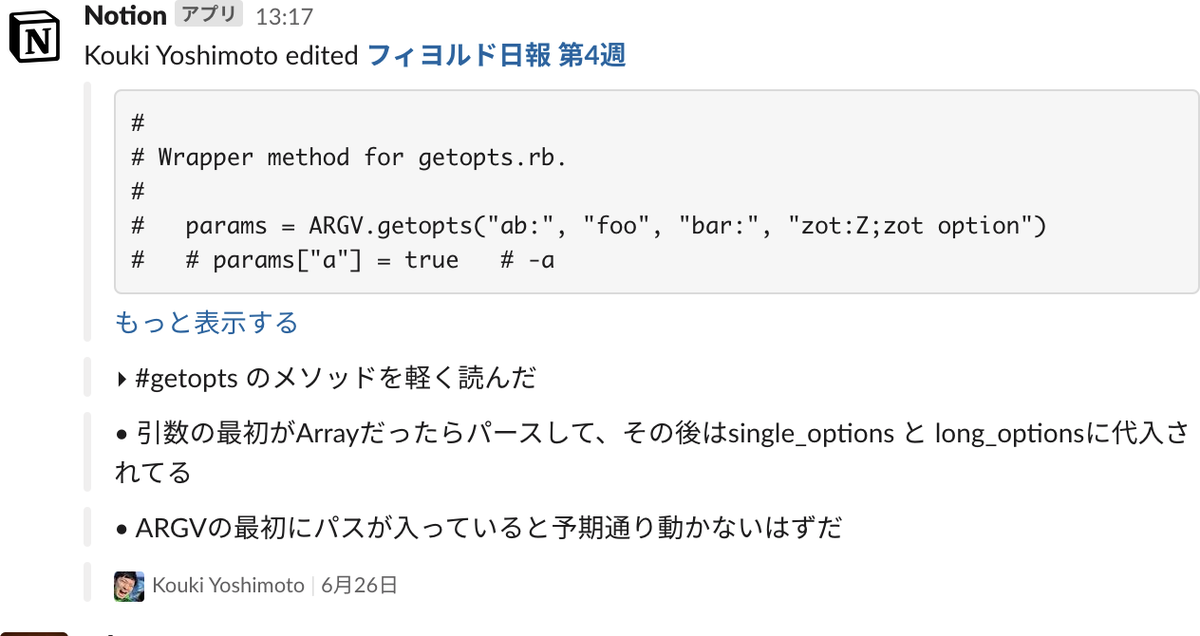 Notion アプリ 13:17
Kouki Yoshimoto edited フィヨルド日報 第4週
#
# Wrapper method for getopts.rb.
#
#   params = ARGV.getopts("ab:", "foo", "bar:", "zot:Z;zot option")
#   # params["a"] = true   # -a
もっと表示する
▸ #getopts のメソッドを軽く読んだ
• 引数の最初がArrayだったらパースして、その後はsingle_options と long_optionsに代入さ
れてる
• ARGVの最初にパスが入っていると予期通り動かないはずだ
Kouki Yoshimoto | 6月26日